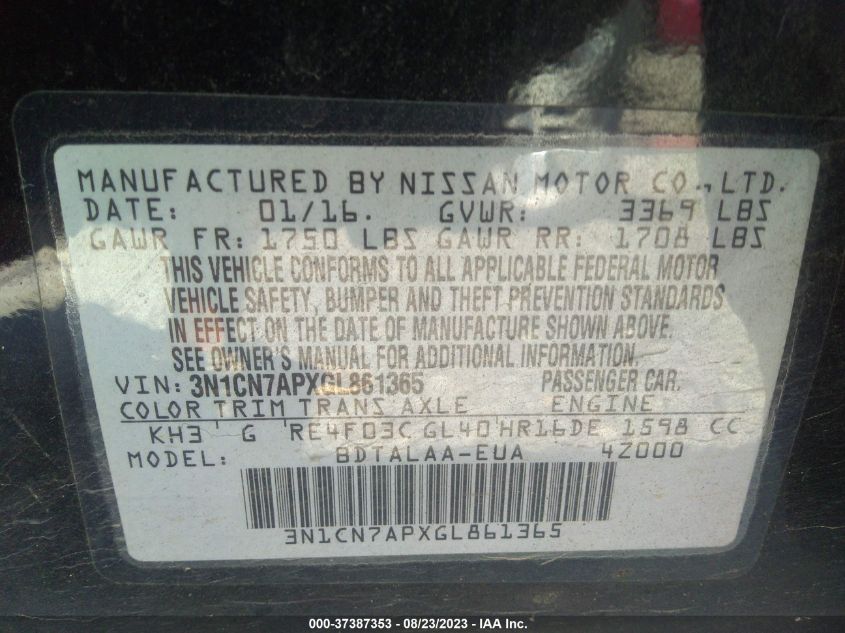 MANUFACTURED BY NISSAN MOTOR CO., LTD.
DATE: 01/16. GVWR: 3369 LBS
GAWR FR: 1750 LBS GAWR RR: 1708 LBS
THIS VEHICLE CONFORMS TO ALL APPLICABLE FEDERAL MOTOR
VEHICLE SAFETY, BUMPER AND THEFT PREVENTION STANDARDS
IN EFFECT ON THE DATE OF MANUFACTURE SHOWN ABOVE.
SEE OWNER'S MANUAL FOR ADDITIONAL INFORMATION.
VIN: 3N1CN7APXGL861365 PASSENGER CAR.
COLOR TRIM TRANS AXLE ENGINE
KH3 G RE4F03C GL40 HR16DE 1598 CC
MODEL: BDTALAA-EUA 4Z000
3N1CN7APXGL861365
000-37387353 - 08/23/2023 - IAA Inc.